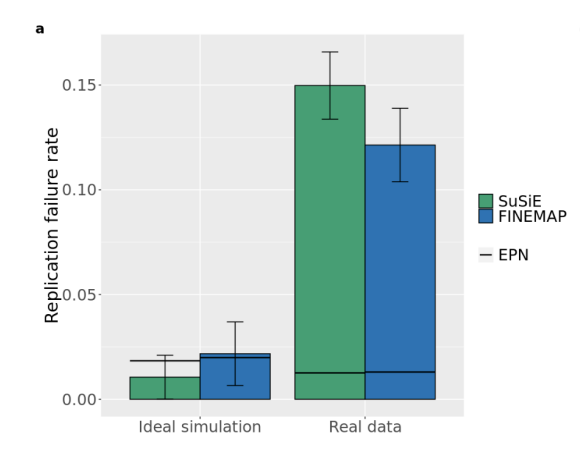 a
Replication failure rate
0.15
0.10
0.05
0.00
Ideal simulation
Real data
SuSiE
FINEMAP
EPN